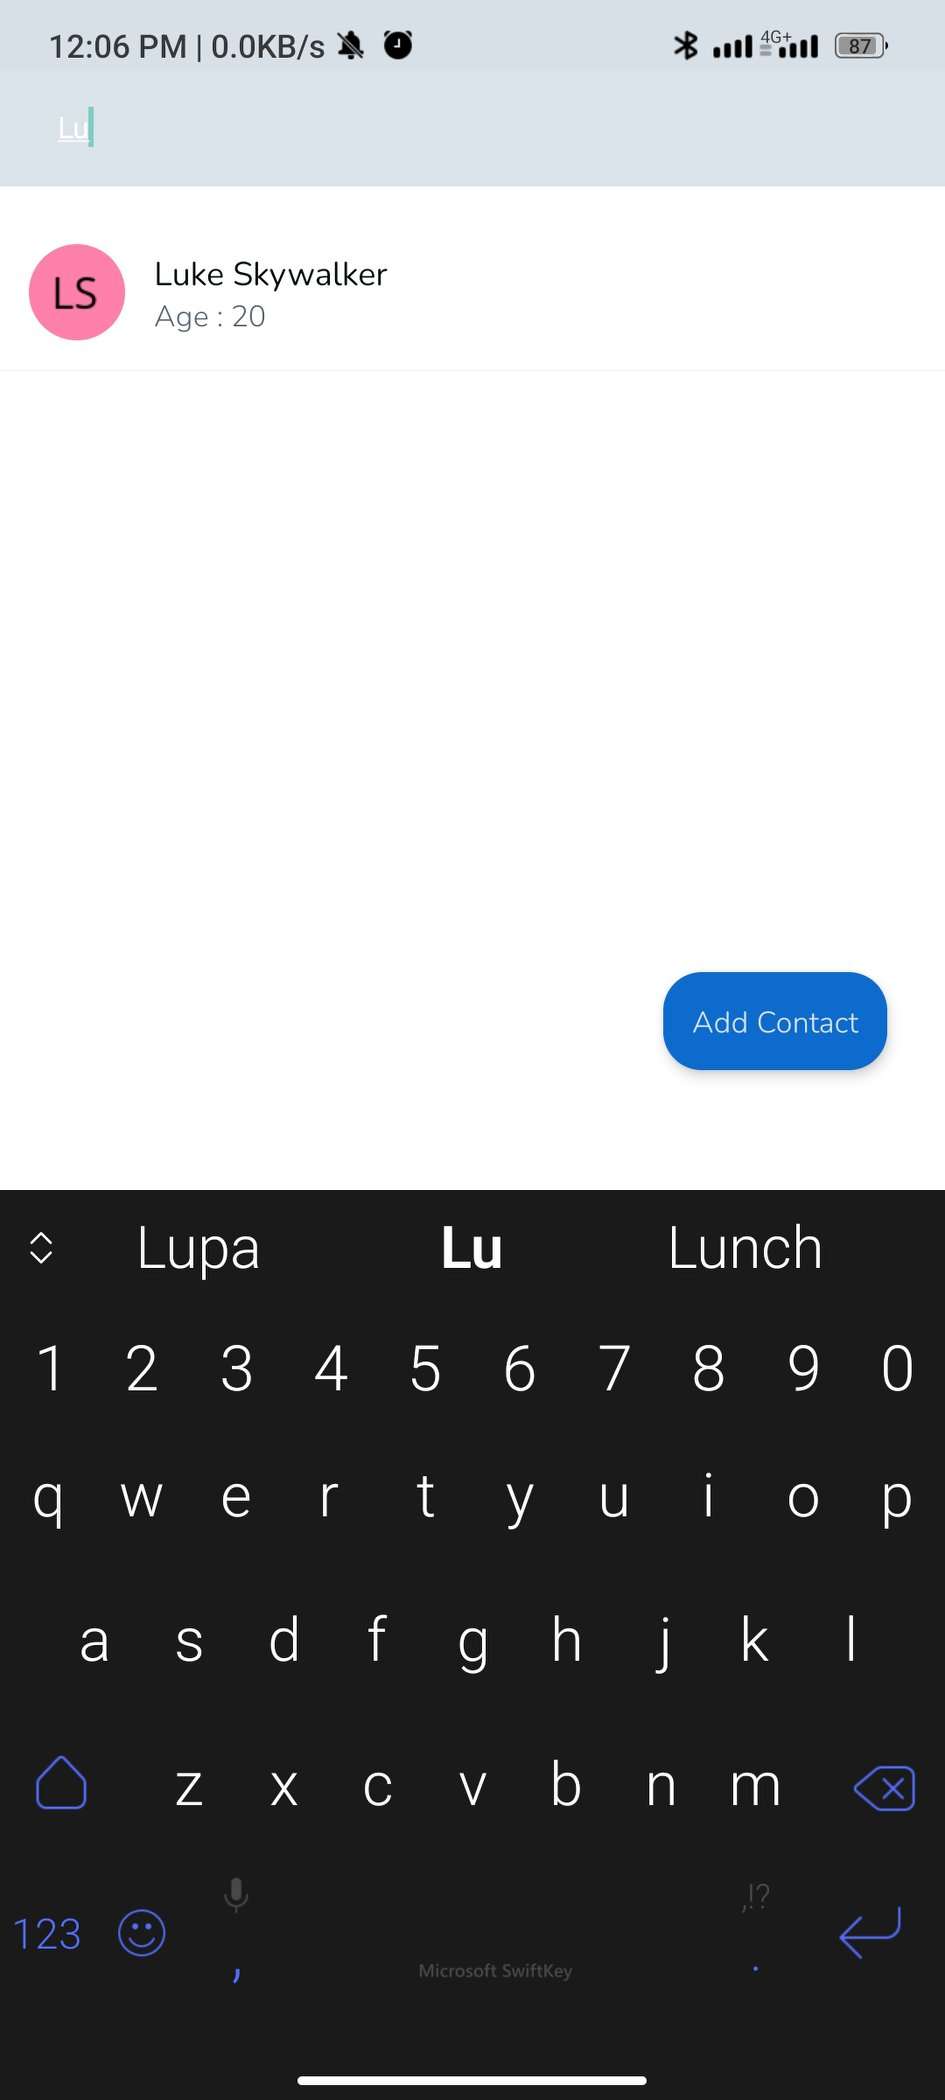 12:06 PM | 0.0KB/s 4G+ 87
Lu
LS
Luke Skywalker
Age : 20
Add Contact
Lupa Lu Lunch
1 2 3 4 5 6 7 8 9 0
q w e r t y u i o p
a s d f g h j k l
z x c v b n m
,!?
123 , Microsoft SwiftKey .